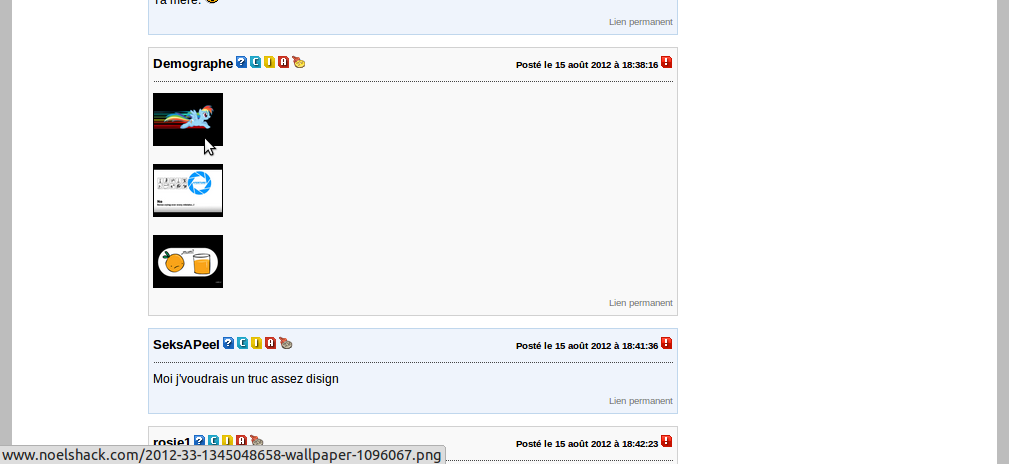 Ta mère.
Lien permanent
Demographe ? C J A
Posté le 15 août 2012 à 18:38:16 !
Lien permanent
SeksAPeel ? C J A
Posté le 15 août 2012 à 18:41:36 !
Moi j'voudrais un truc assez disign
Lien permanent
rosie1 ? C J A
Posté le 15 août 2012 à 18:42:23 !
www.noelshack.com/2012-33-1345048658-wallpaper-1096067.png